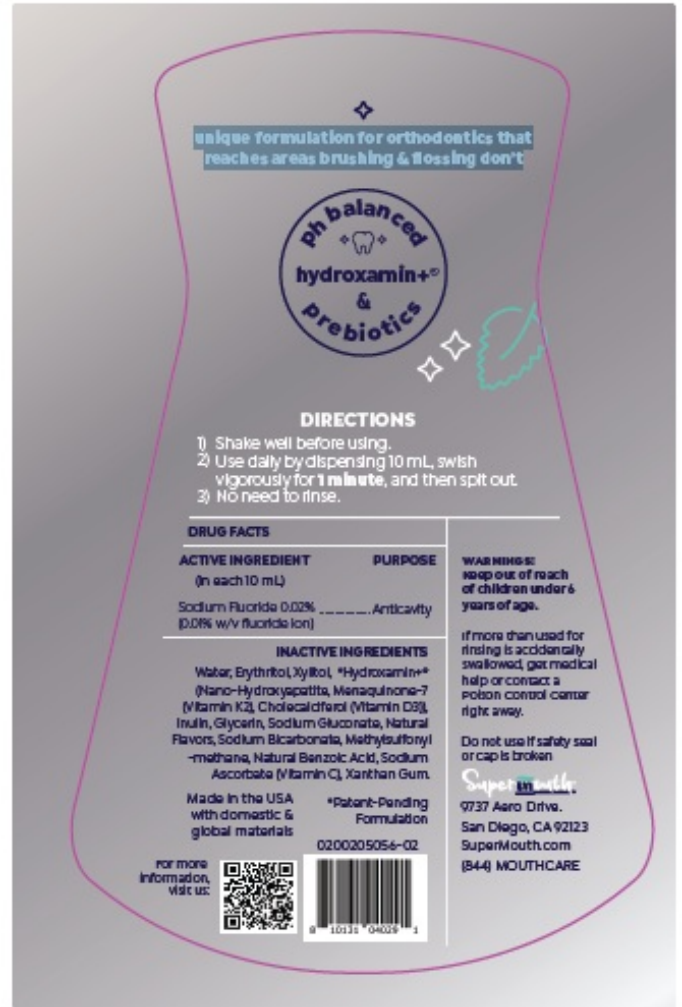 unique formulation for orthodontics that
reaches areas brushing & flossing don't
ph balanced
hydroxamin+®
&
prebiotics
DIRECTIONS
1) Shake well before using.
2) Use daily by dispensing 10 mL, swish
vigorously for 1 minute, and then spit out.
3) No need to rinse.
DRUG FACTS
ACTIVE INGREDIENT PURPOSE
(in each 10 mL)
Sodium Fluoride 0.02% ............ Anticavity
(0.01% w/v fluoride ion)
INACTIVE INGREDIENTS
Water, Erythritol, Xylitol, *Hydroxamin+®
(Nano-Hydroxyapatite, Menaquinone-7
(Vitamin K2), Cholecalciferol (Vitamin D3)),
Inulin, Glycerin, Sodium Gluconate, Natural
Flavors, Sodium Bicarbonate, Methylsulfonyl
-methane, Natural Benzoic Acid, Sodium
Ascorbate (Vitamin C), Xanthan Gum.
Made in the USA
with domestic &
global materials
*Patent-Pending
Formulation
0200205056-02
For more
information,
visit us:
8 10131 04029 1
WARNINGS:
Keep out of reach
of children under 6
years of age.
If more than used for
rinsing is accidentally
swallowed, get medical
help or contact a
Poison Control Center
right away.
Do not use if safety seal
or cap is broken
Supermouth
9737 Aero Drive.
San Diego, CA 92123
SuperMouth.com
(844) MOUTHCARE